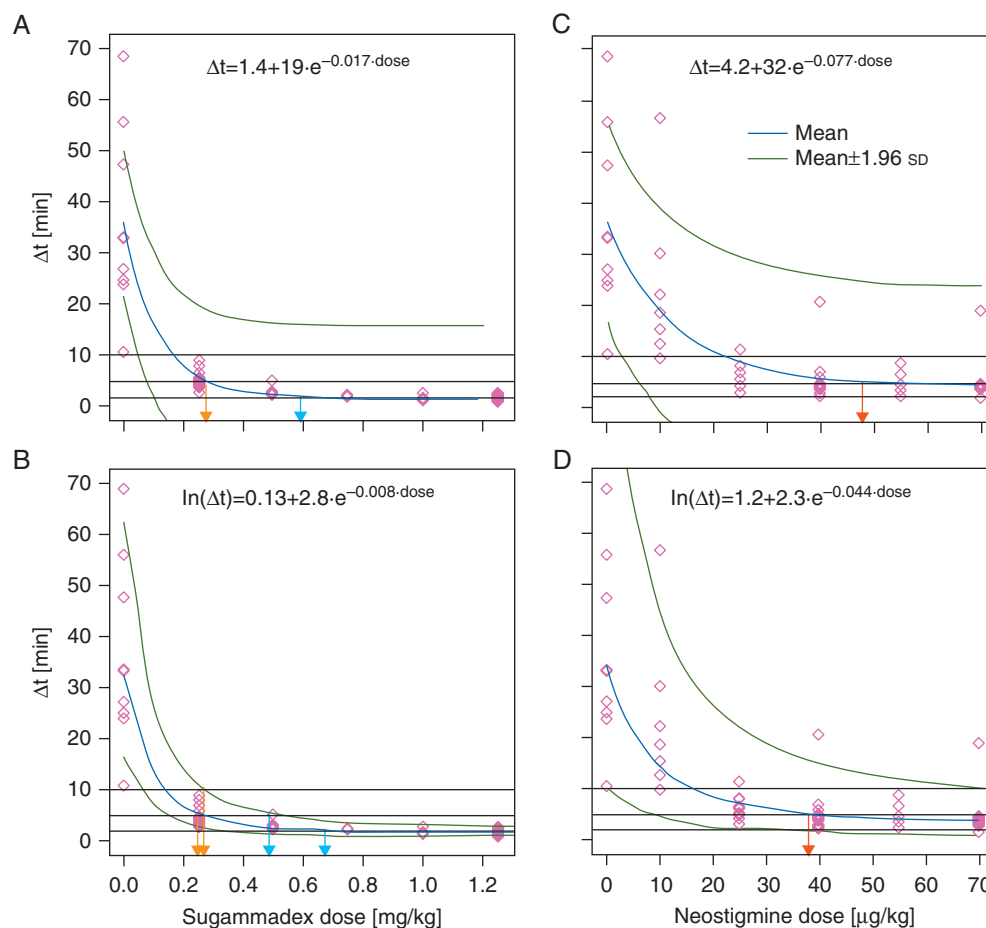 A
Δt=1.4+19·e–0.017·dose
70
60
50
40
30
20
10
0
Δt [min]
C
Δt=4.2+32·e–0.077·dose
Mean
Mean±1.96 SD
B
ln(Δt)=0.13+2.8·e–0.008·dose
70
60
50
40
30
20
10
0
Δt [min]
0.0 0.2 0.4 0.6 0.8 1.0 1.2
Sugammadex dose [mg/kg]
D
ln(Δt)=1.2+2.3·e–0.044·dose
0 10 20 30 40 50 60 70
Neostigmine dose [μg/kg]